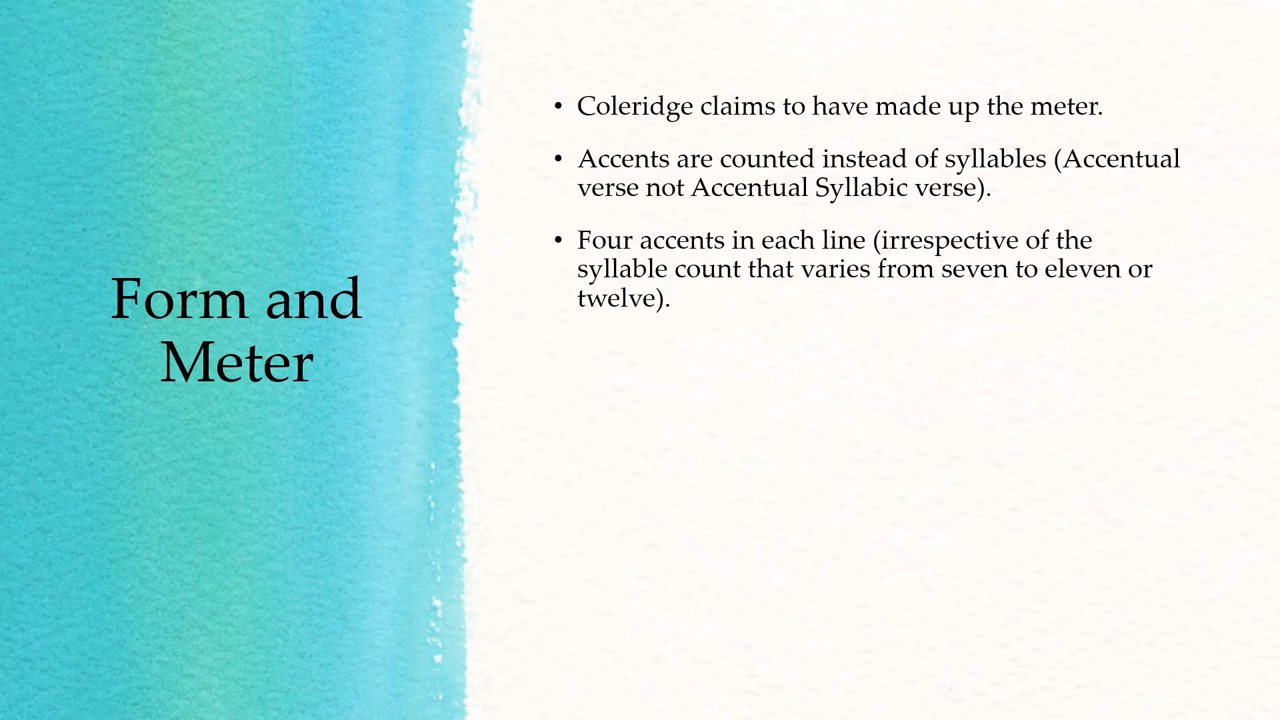 Form and
Meter
• Coleridge claims to have made up the meter.
• Accents are counted instead of syllables (Accentual
verse not Accentual Syllabic verse).
• Four accents in each line (irrespective of the
syllable count that varies from seven to eleven or
twelve).